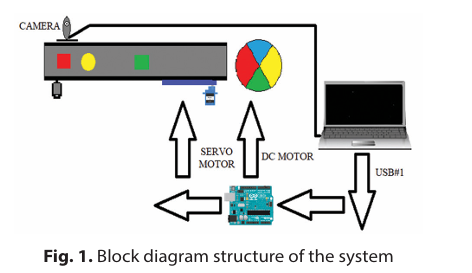 CAMERA
SERVO
MOTOR
DC MOTOR
USB#1
Fig. 1. Block diagram structure of the system